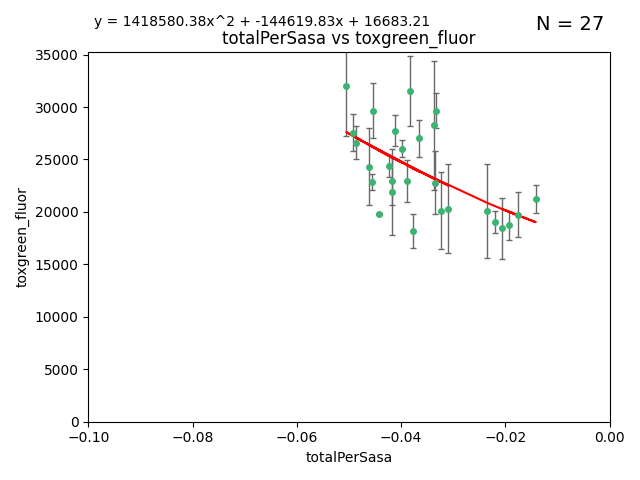 y = 1418580.38x^2 + -144619.83x + 16683.21
N = 27
totalPerSasa vs toxgreen_fluor
35000
30000
25000
20000
15000
10000
5000
0
toxgreen_fluor
−0.10
−0.08
−0.06
−0.04
−0.02
0.00
totalPerSasa